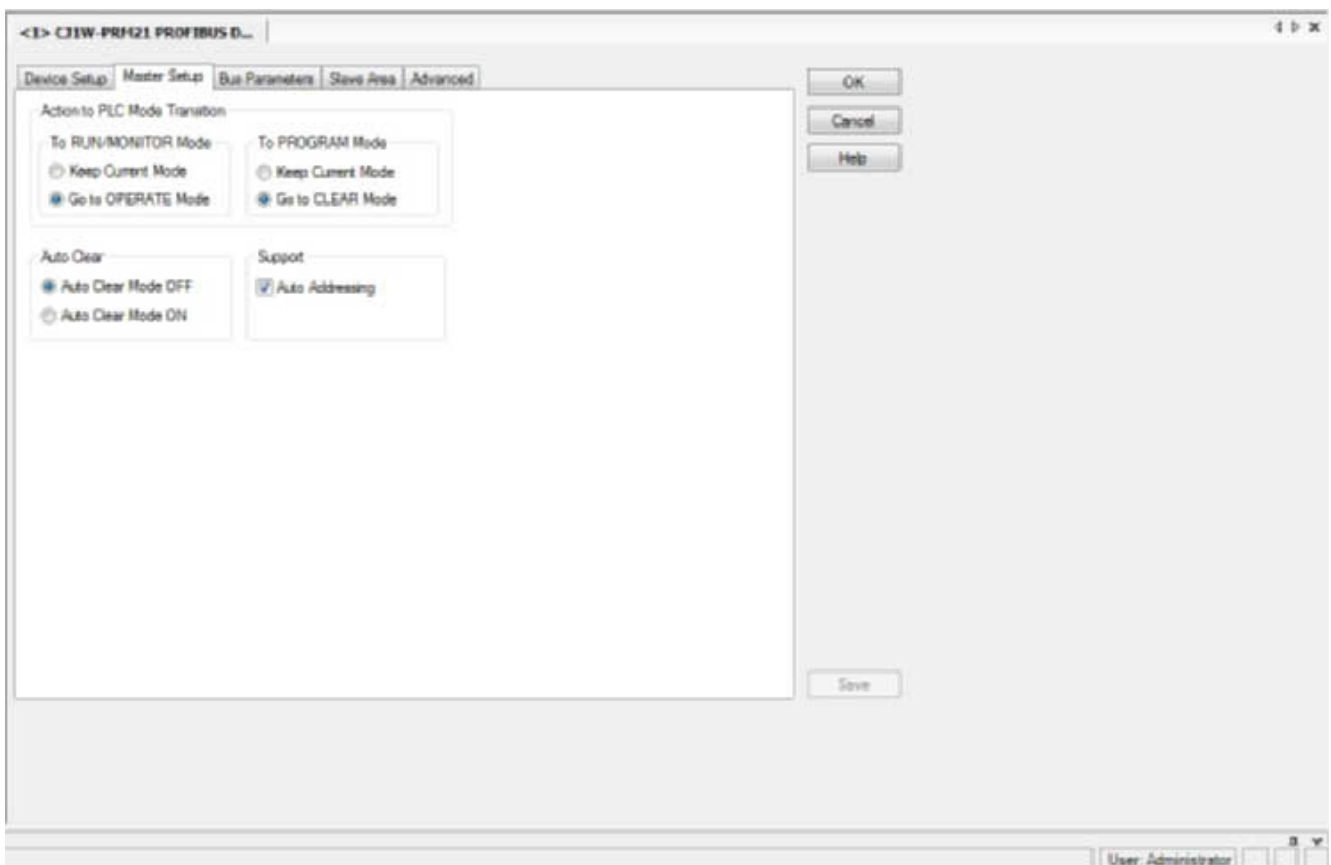 <1> CJ1W-PRM21 PROFIBUS D...
Device Setup Master Setup Bus Parameters Slave Area Advanced
OK
Action to PLC Mode Transition
Cancel
To RUN/MONITOR Mode To PROGRAM Mode
Help
Keep Current Mode Keep Current Mode
Go to OPERATE Mode Go to CLEAR Mode
Auto Clear Support
Auto Clear Mode OFF Auto Addressing
Auto Clear Mode ON
Save
User: Administrator